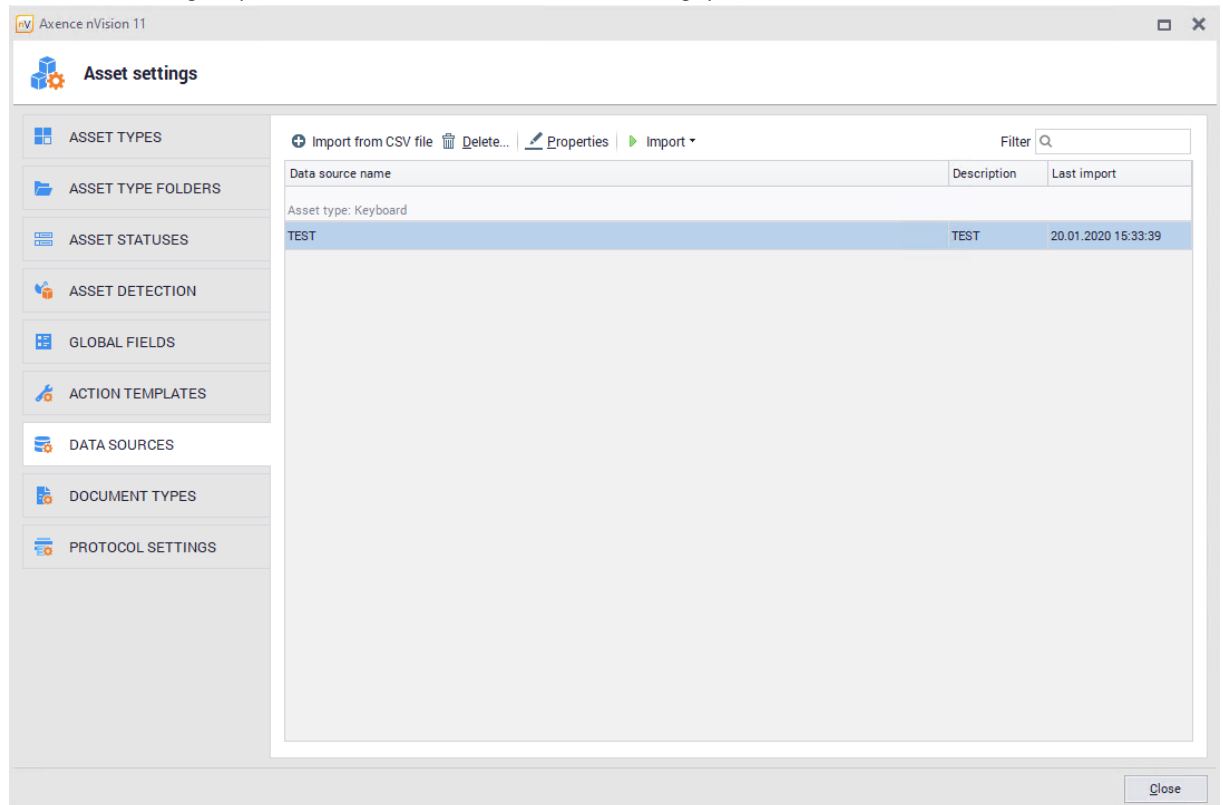 nV Axence nVision 11
Asset settings
ASSET TYPES
ASSET TYPE FOLDERS
ASSET STATUSES
ASSET DETECTION
GLOBAL FIELDS
ACTION TEMPLATES
DATA SOURCES
DOCUMENT TYPES
PROTOCOL SETTINGS
Import from CSV file Delete... Properties Import Filter
Data source name Description Last import
Asset type: Keyboard
TEST TEST 20.01.2020 15:33:39
Close